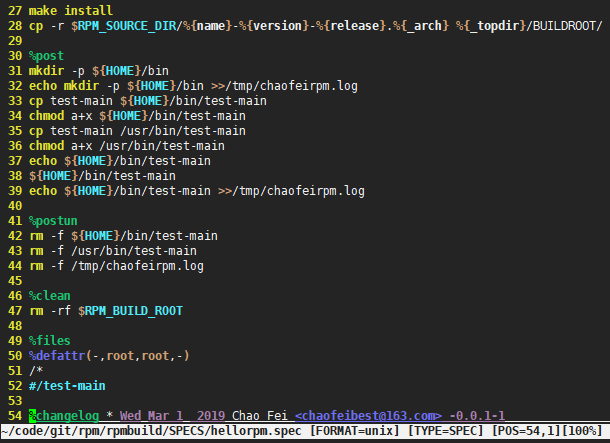 27 make install
28 cp -r $RPM_SOURCE_DIR/%{name}-%{version}-%{release}.%{_arch} %{_topdir}/BUILDROOT/
29
30 %post
31 mkdir -p ${HOME}/bin
32 echo mkdir -p ${HOME}/bin >>/tmp/chaofeirpm.log
33 cp test-main ${HOME}/bin/test-main
34 chmod a+x ${HOME}/bin/test-main
35 cp test-main /usr/bin/test-main
36 chmod a+x /usr/bin/test-main
37 echo ${HOME}/bin/test-main
38 ${HOME}/bin/test-main
39 echo ${HOME}/bin/test-main >>/tmp/chaofeirpm.log
40
41 %postun
42 rm -f ${HOME}/bin/test-main
43 rm -f /usr/bin/test-main
44 rm -f /tmp/chaofeirpm.log
45
46 %clean
47 rm -rf $RPM_BUILD_ROOT
48
49 %files
50 %defattr(-,root,root,-)
51 /*
52 #/test-main
53
54 %changelog * Wed Mar 1  2019 Chao Fei <chaofeibest@163.com> -0.0.1-1
~/code/git/rpm/rpmbuild/SPECS/hellorpm.spec [FORMAT=unix] [TYPE=SPEC] [POS=54,1][100%]